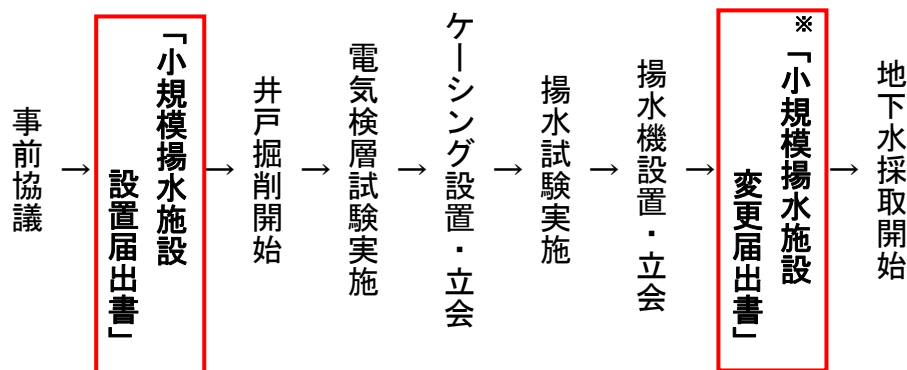 事前協議
→
「小規模揚水施設
設置届出書」
→
井戸掘削開始
→
電気検層試験実施
→
ケーシング設置・立会
→
揚水試験実施
→
揚水機設置・立会
→
※「小規模揚水施設
変更届出書」
→
地下水採取開始